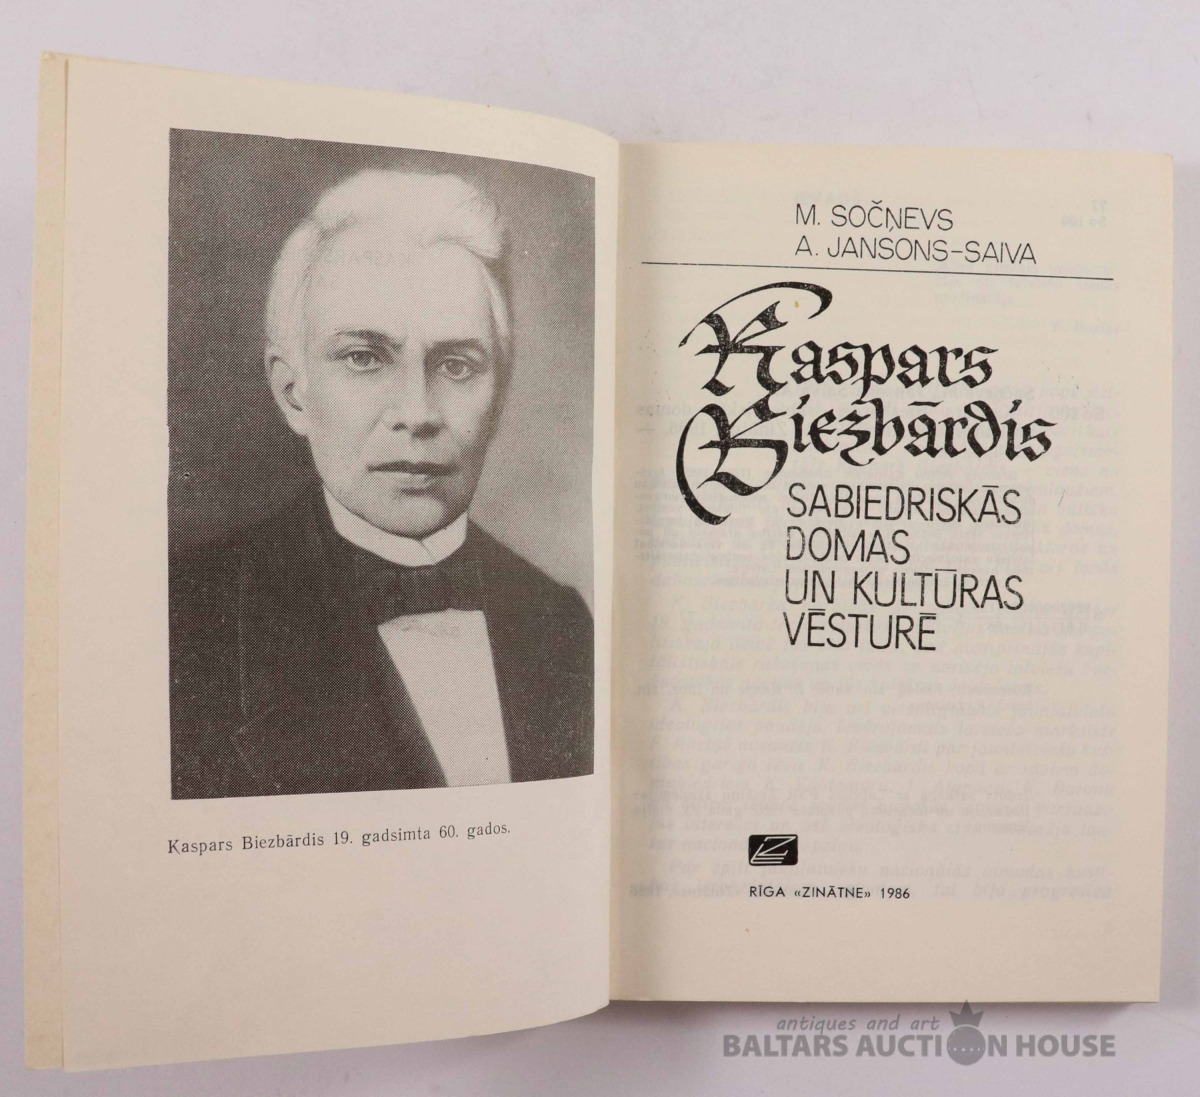 Kaspars Biezbārdis 19. gadsimta 60. gados.
M. SOČŅEVS
A. JANSONS-SAIVA
Kaspars
Biezbārdis
SABIEDRISKĀS
DOMAS
UN KULTŪRAS
VĒSTURĒ
RĪGA «ZINĀTNE» 1986
antiques and art
BALTARS AUCTION HOUSE